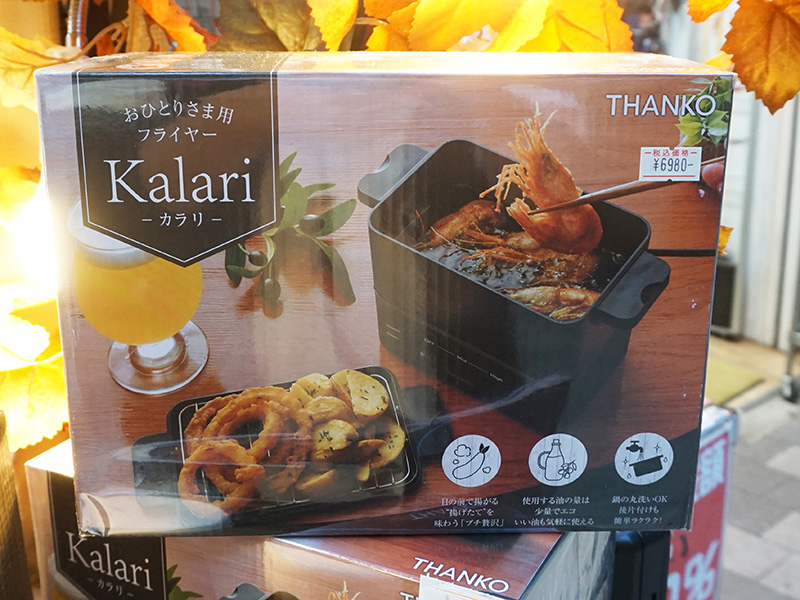 おひとりさま用
フライヤー
Kalari
– カラリ –
THANKO
税込価格
¥6980-
OFF
目の前で揚がる
"揚げたて"を
味わう「プチ贅沢」
使用する油の量は
少量でエコ
いい油も気軽に使える
鍋の丸洗いOK
後片付けも
簡単ラクラク!
Kalari
– カラリ –
THANKO
額
%